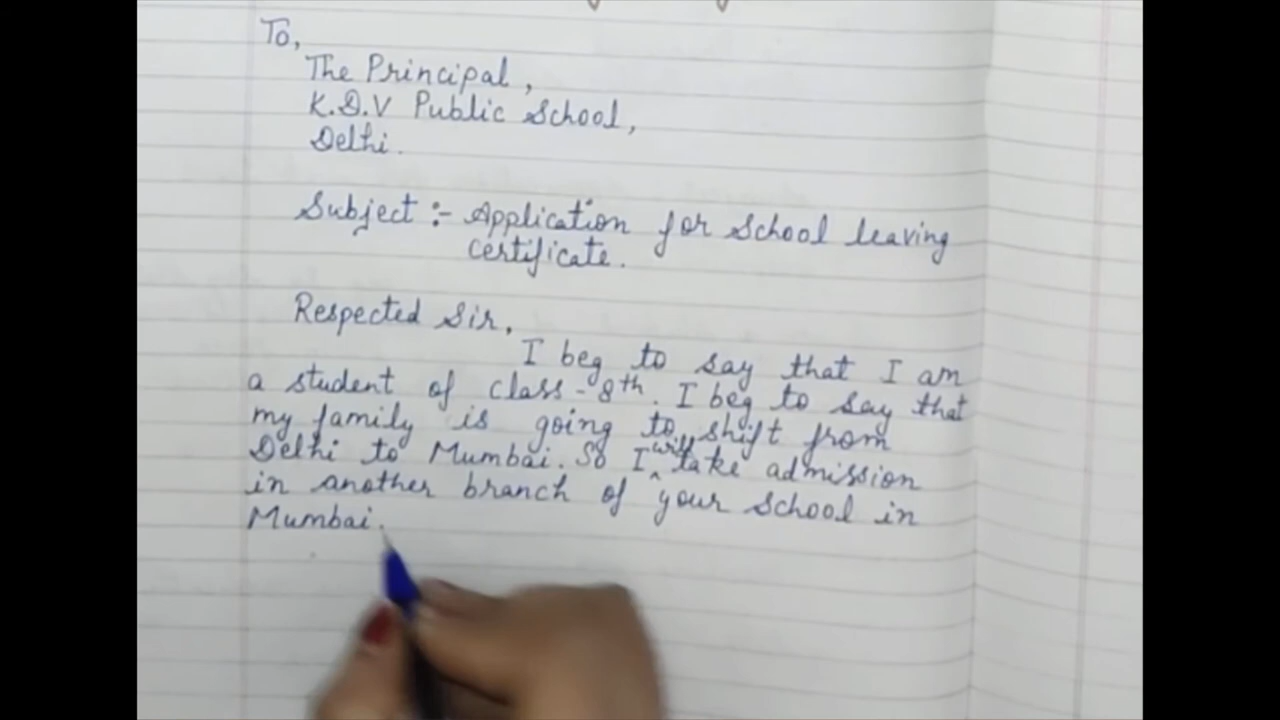 To,
The Principal,
K.D.V Public School,
Delhi.
Subject :- Application for School leaving
certificate.
Respected Sir,
I beg to say that I am
a student of class - 8th. I beg to say that
my family is going to shift from
Delhi to Mumbai. So I will take admission
in another branch of your School in
Mumbai.